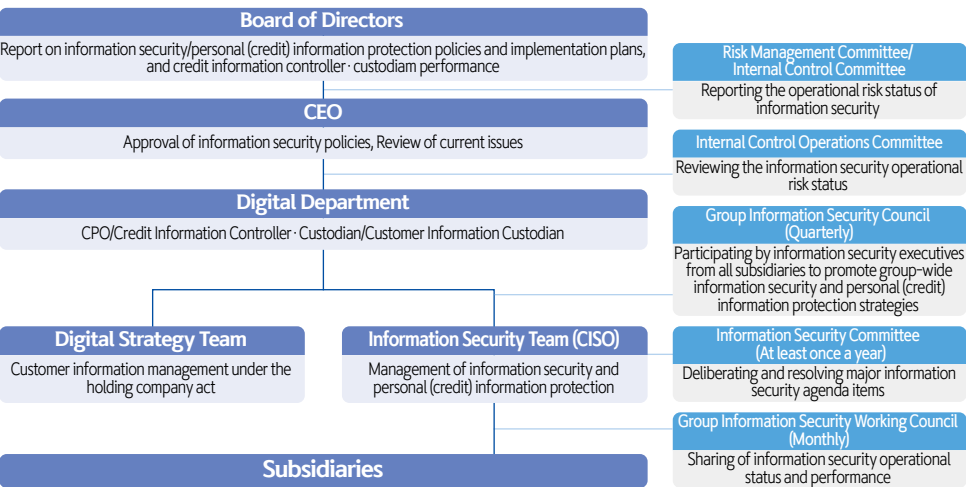 Board of Directors
Report on information security/personal (credit) information protection policies and implementation plans,
and credit information controller · custodiam performance
Risk Management Committee/
Internal Control Committee
Reporting the operational risk status of
information security
CEO
Approval of information security policies, Review of current issues
Internal Control Operations Committee
Reviewing the information security operational
risk status
Digital Department
CPO/Credit Information Controller · Custodian/Customer Information Custodian
Group Information Security Council
(Quarterly)
Participating by information security executives
from all subsidiaries to promote group-wide
information security and personal (credit)
information protection strategies
Digital Strategy Team
Customer information management under the
holding company act
Information Security Team (CISO)
Management of information security and
personal (credit) information protection
Information Security Committee
(At least once a year)
Deliberating and resolving major information
security agenda items
Group Information Security Working Council
(Monthly)
Sharing of information security operational
status and performance
Subsidiaries